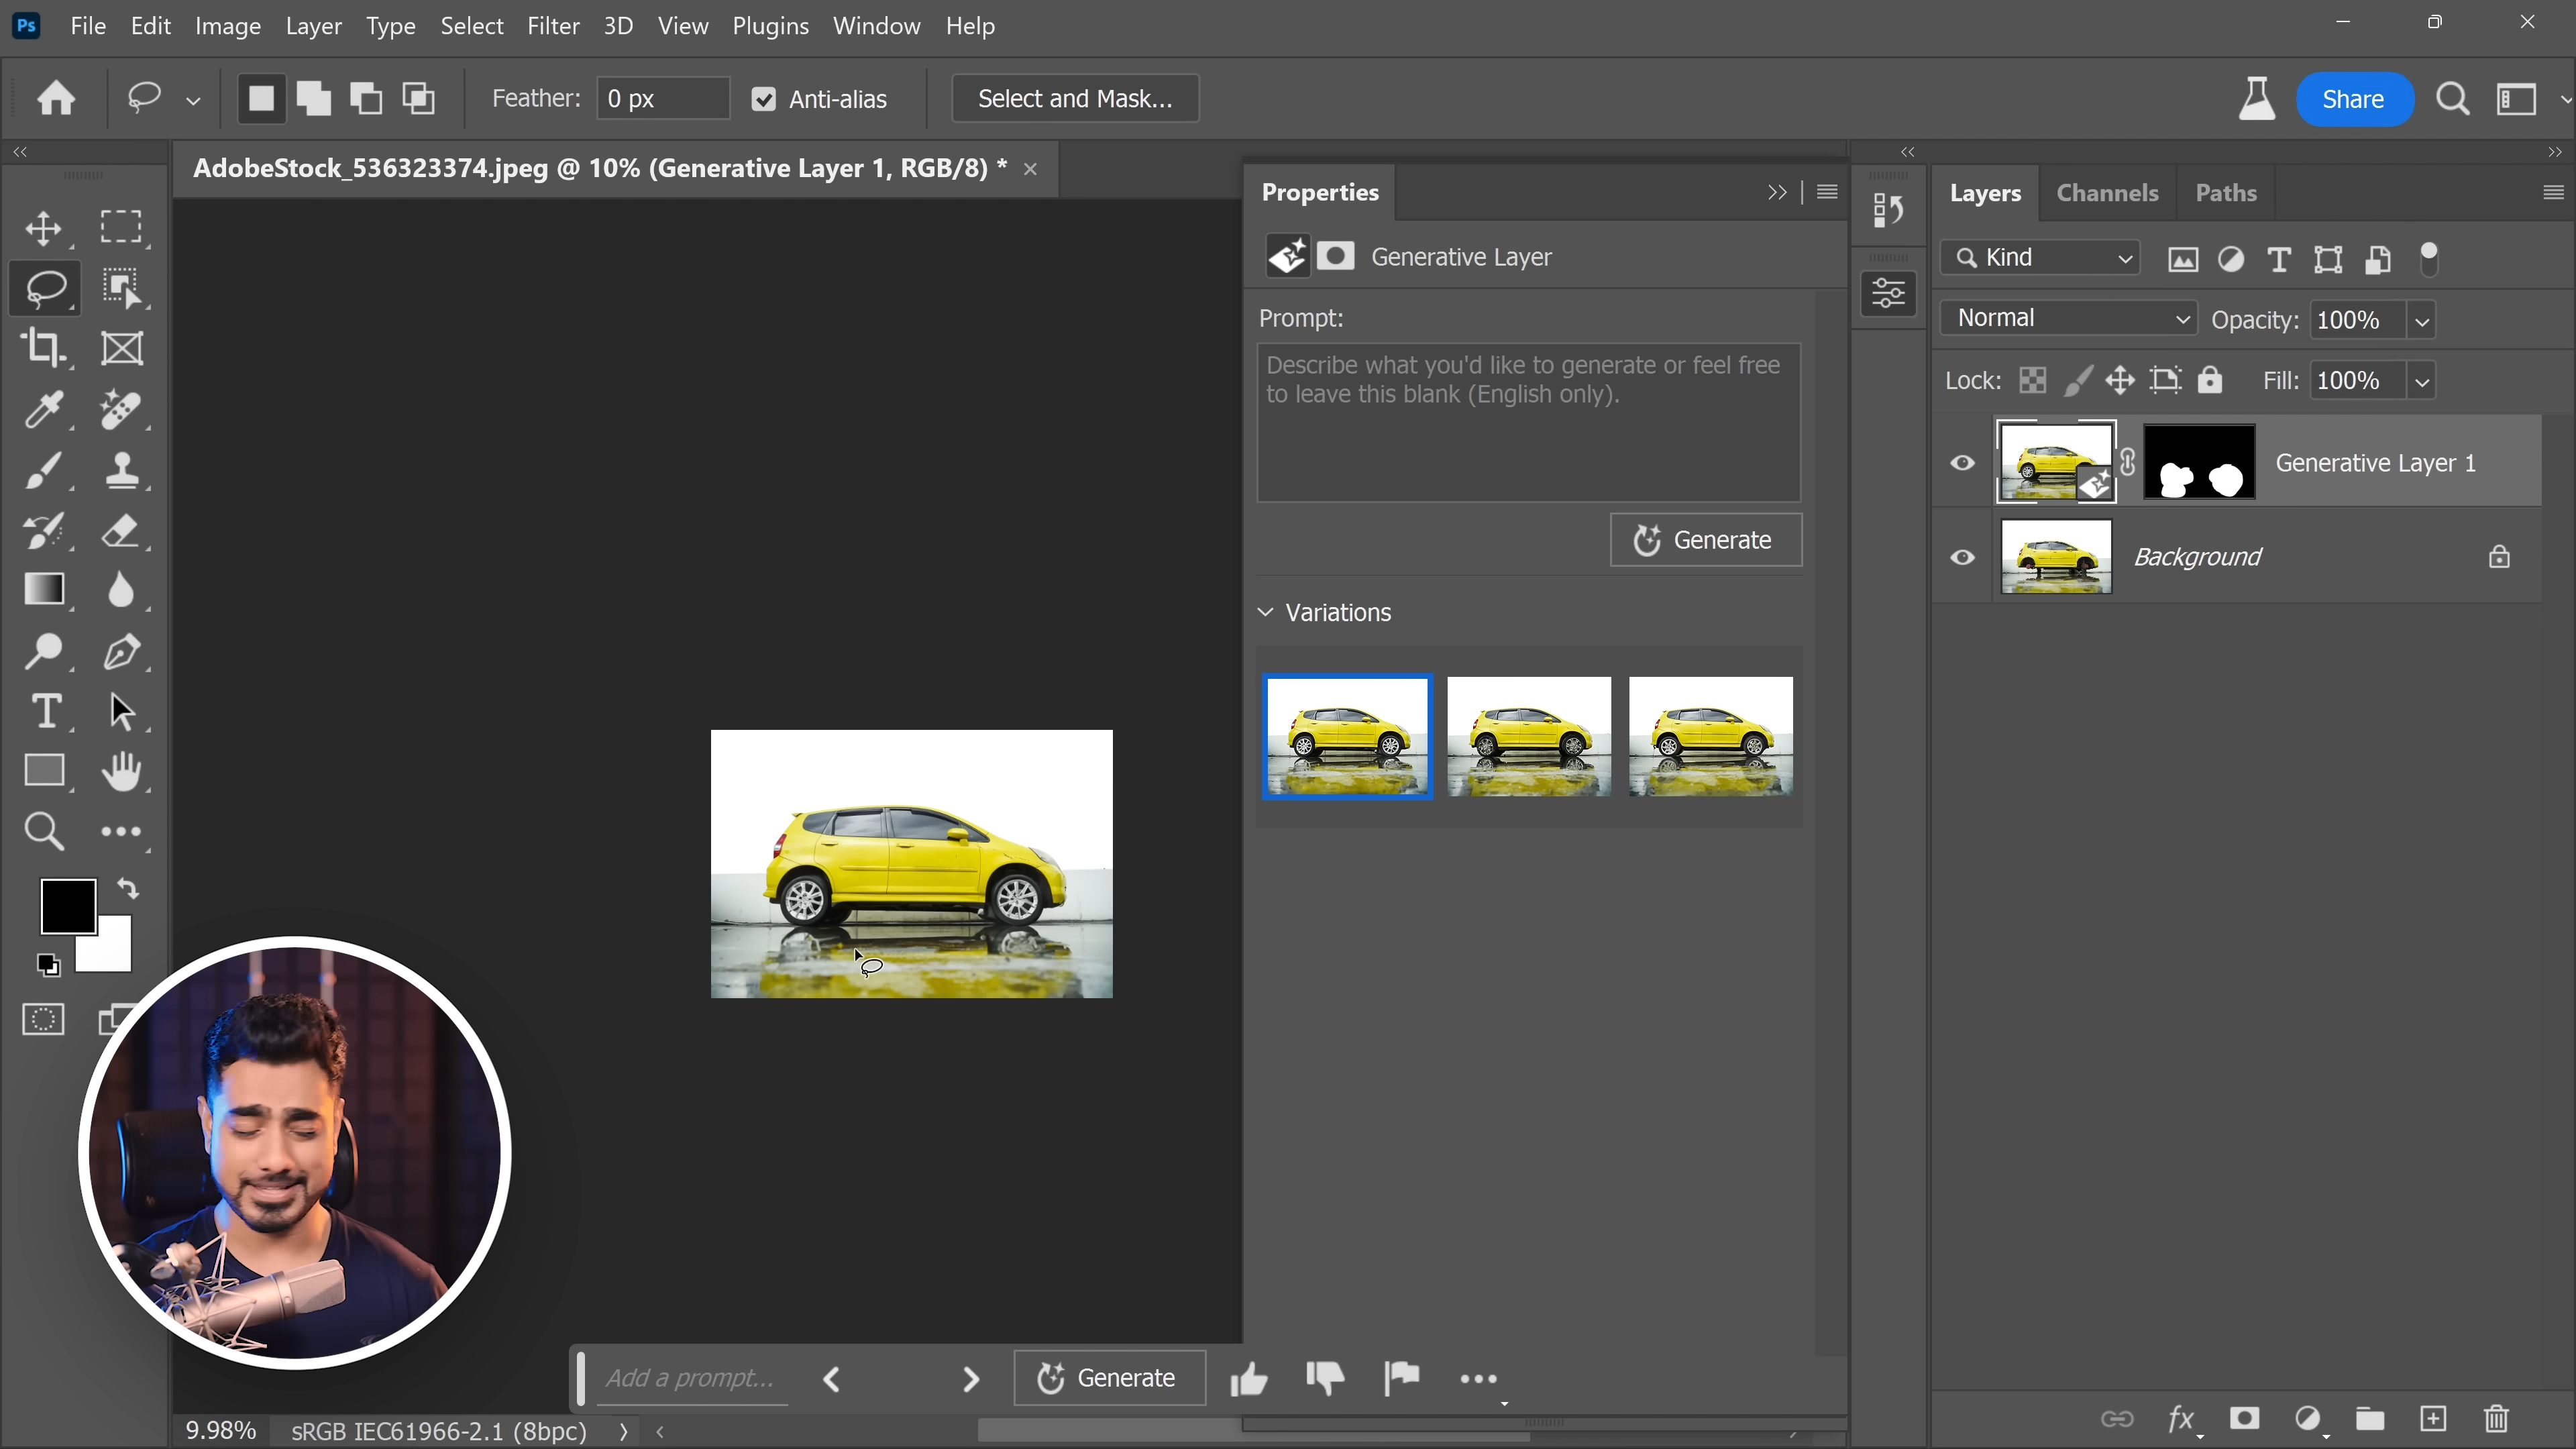 Ps File Edit Image Layer Type Select Filter 3D View Plugins Window Help
Feather: 0 px Anti-alias Select and Mask... Share
AdobeStock_536323374.jpeg @ 10% (Generative Layer 1, RGB/8) *
Properties
Generative Layer
Prompt:
Describe what you'd like to generate or feel free
to leave this blank (English only).
Generate
Variations
Layers Channels Paths
Kind
Normal Opacity: 100%
Lock: Fill: 100%
Generative Layer 1
Background
Add a prompt... Generate
9.98% sRGB IEC61966-2.1 (8bpc)
fx